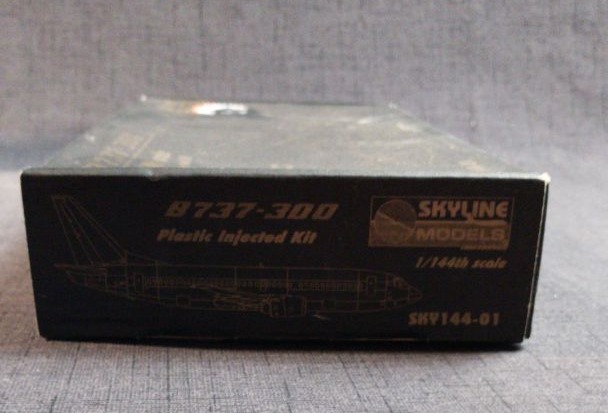 B737-300
Plastic Injected Kit
SKYLINE
MODELS
1/144th scale
SKY144-01